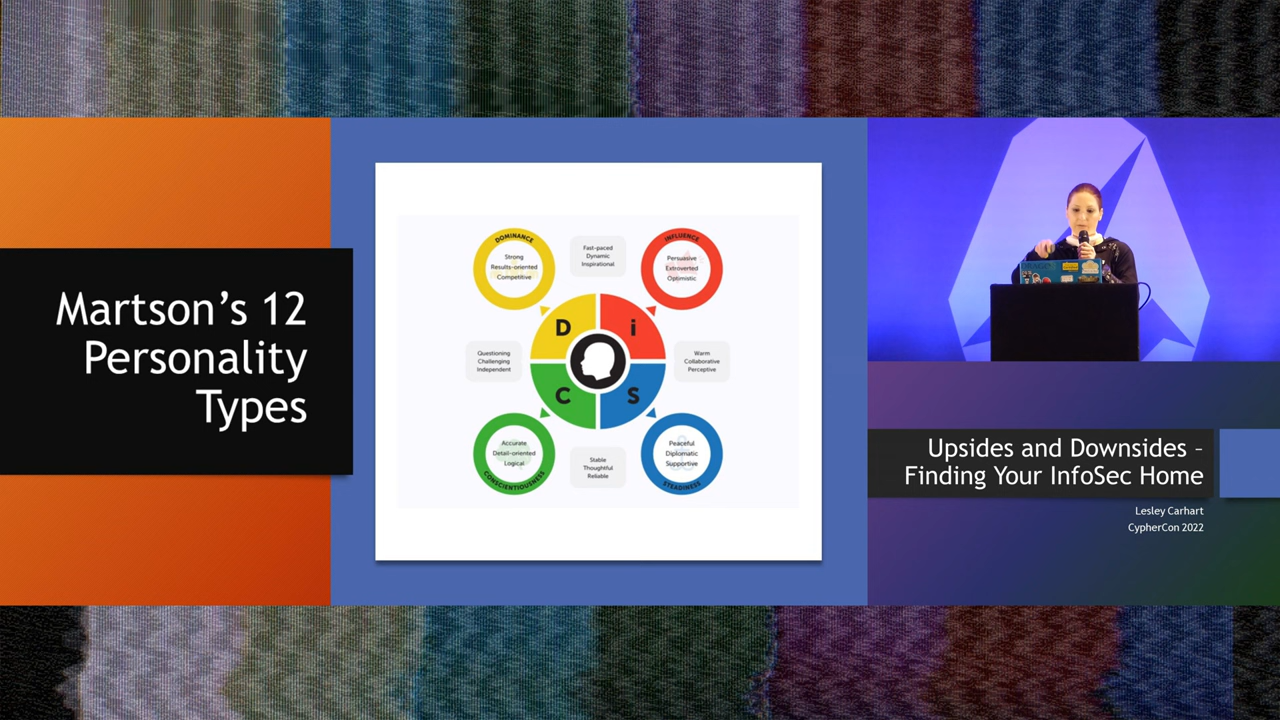 Martson's 12
Personality
Types
DOMINANCE
Strong
Results-oriented
Competitive
Fast-paced
Dynamic
Inspirational
INFLUENCE
Persuasive
Extroverted
Optimistic
D
i
Questioning
Challenging
Independent
Warm
Collaborative
Perceptive
C
S
Accurate
Detail-oriented
Logical
CONSCIENTIOUSNESS
Stable
Thoughtful
Reliable
Peaceful
Diplomatic
Supportive
STEADINESS
Upsides and Downsides –
Finding Your InfoSec Home
Lesley Carhart
CypherCon 2022